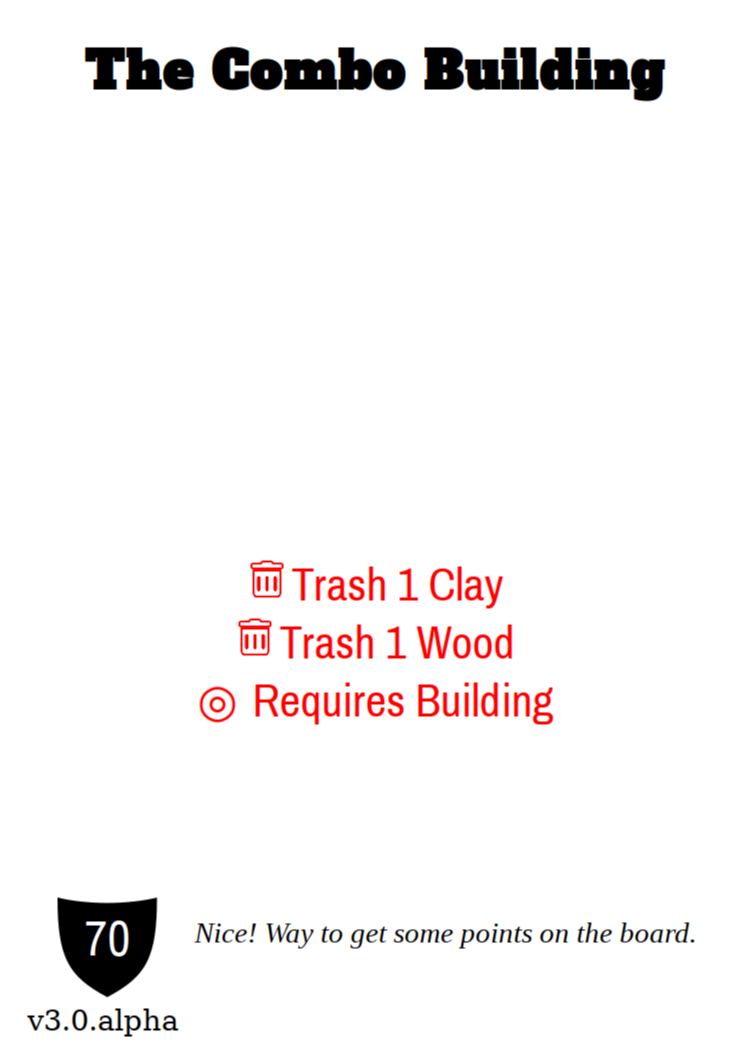 The Combo Building
Trash 1 Clay
Trash 1 Wood
Requires Building
70
Nice! Way to get some points on the board.
v3.0.alpha